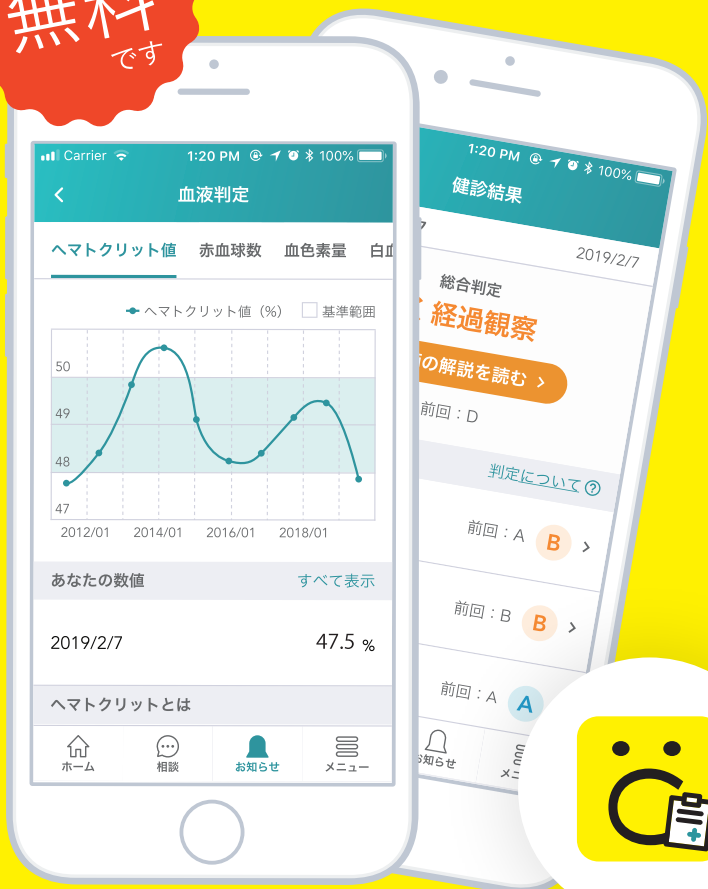 無料
です
Carrier
1:20 PM
100%
血液判定
ヘマトクリット値
赤血球数
血色素量
白血
ヘマトクリット値（%）
基準範囲
50
49
48
47
2012/01
2014/01
2016/01
2018/01
あなたの数値
すべて表示
2019/2/7
47.5 %
ヘマトクリットとは
ホーム
相談
お知らせ
メニュー
1:20 PM
100%
健診結果
2019/2/7
総合判定
経過観察
の解説を読む
前回：D
判定について
前回：A
B
前回：B
B
前回：A
A
知らせ